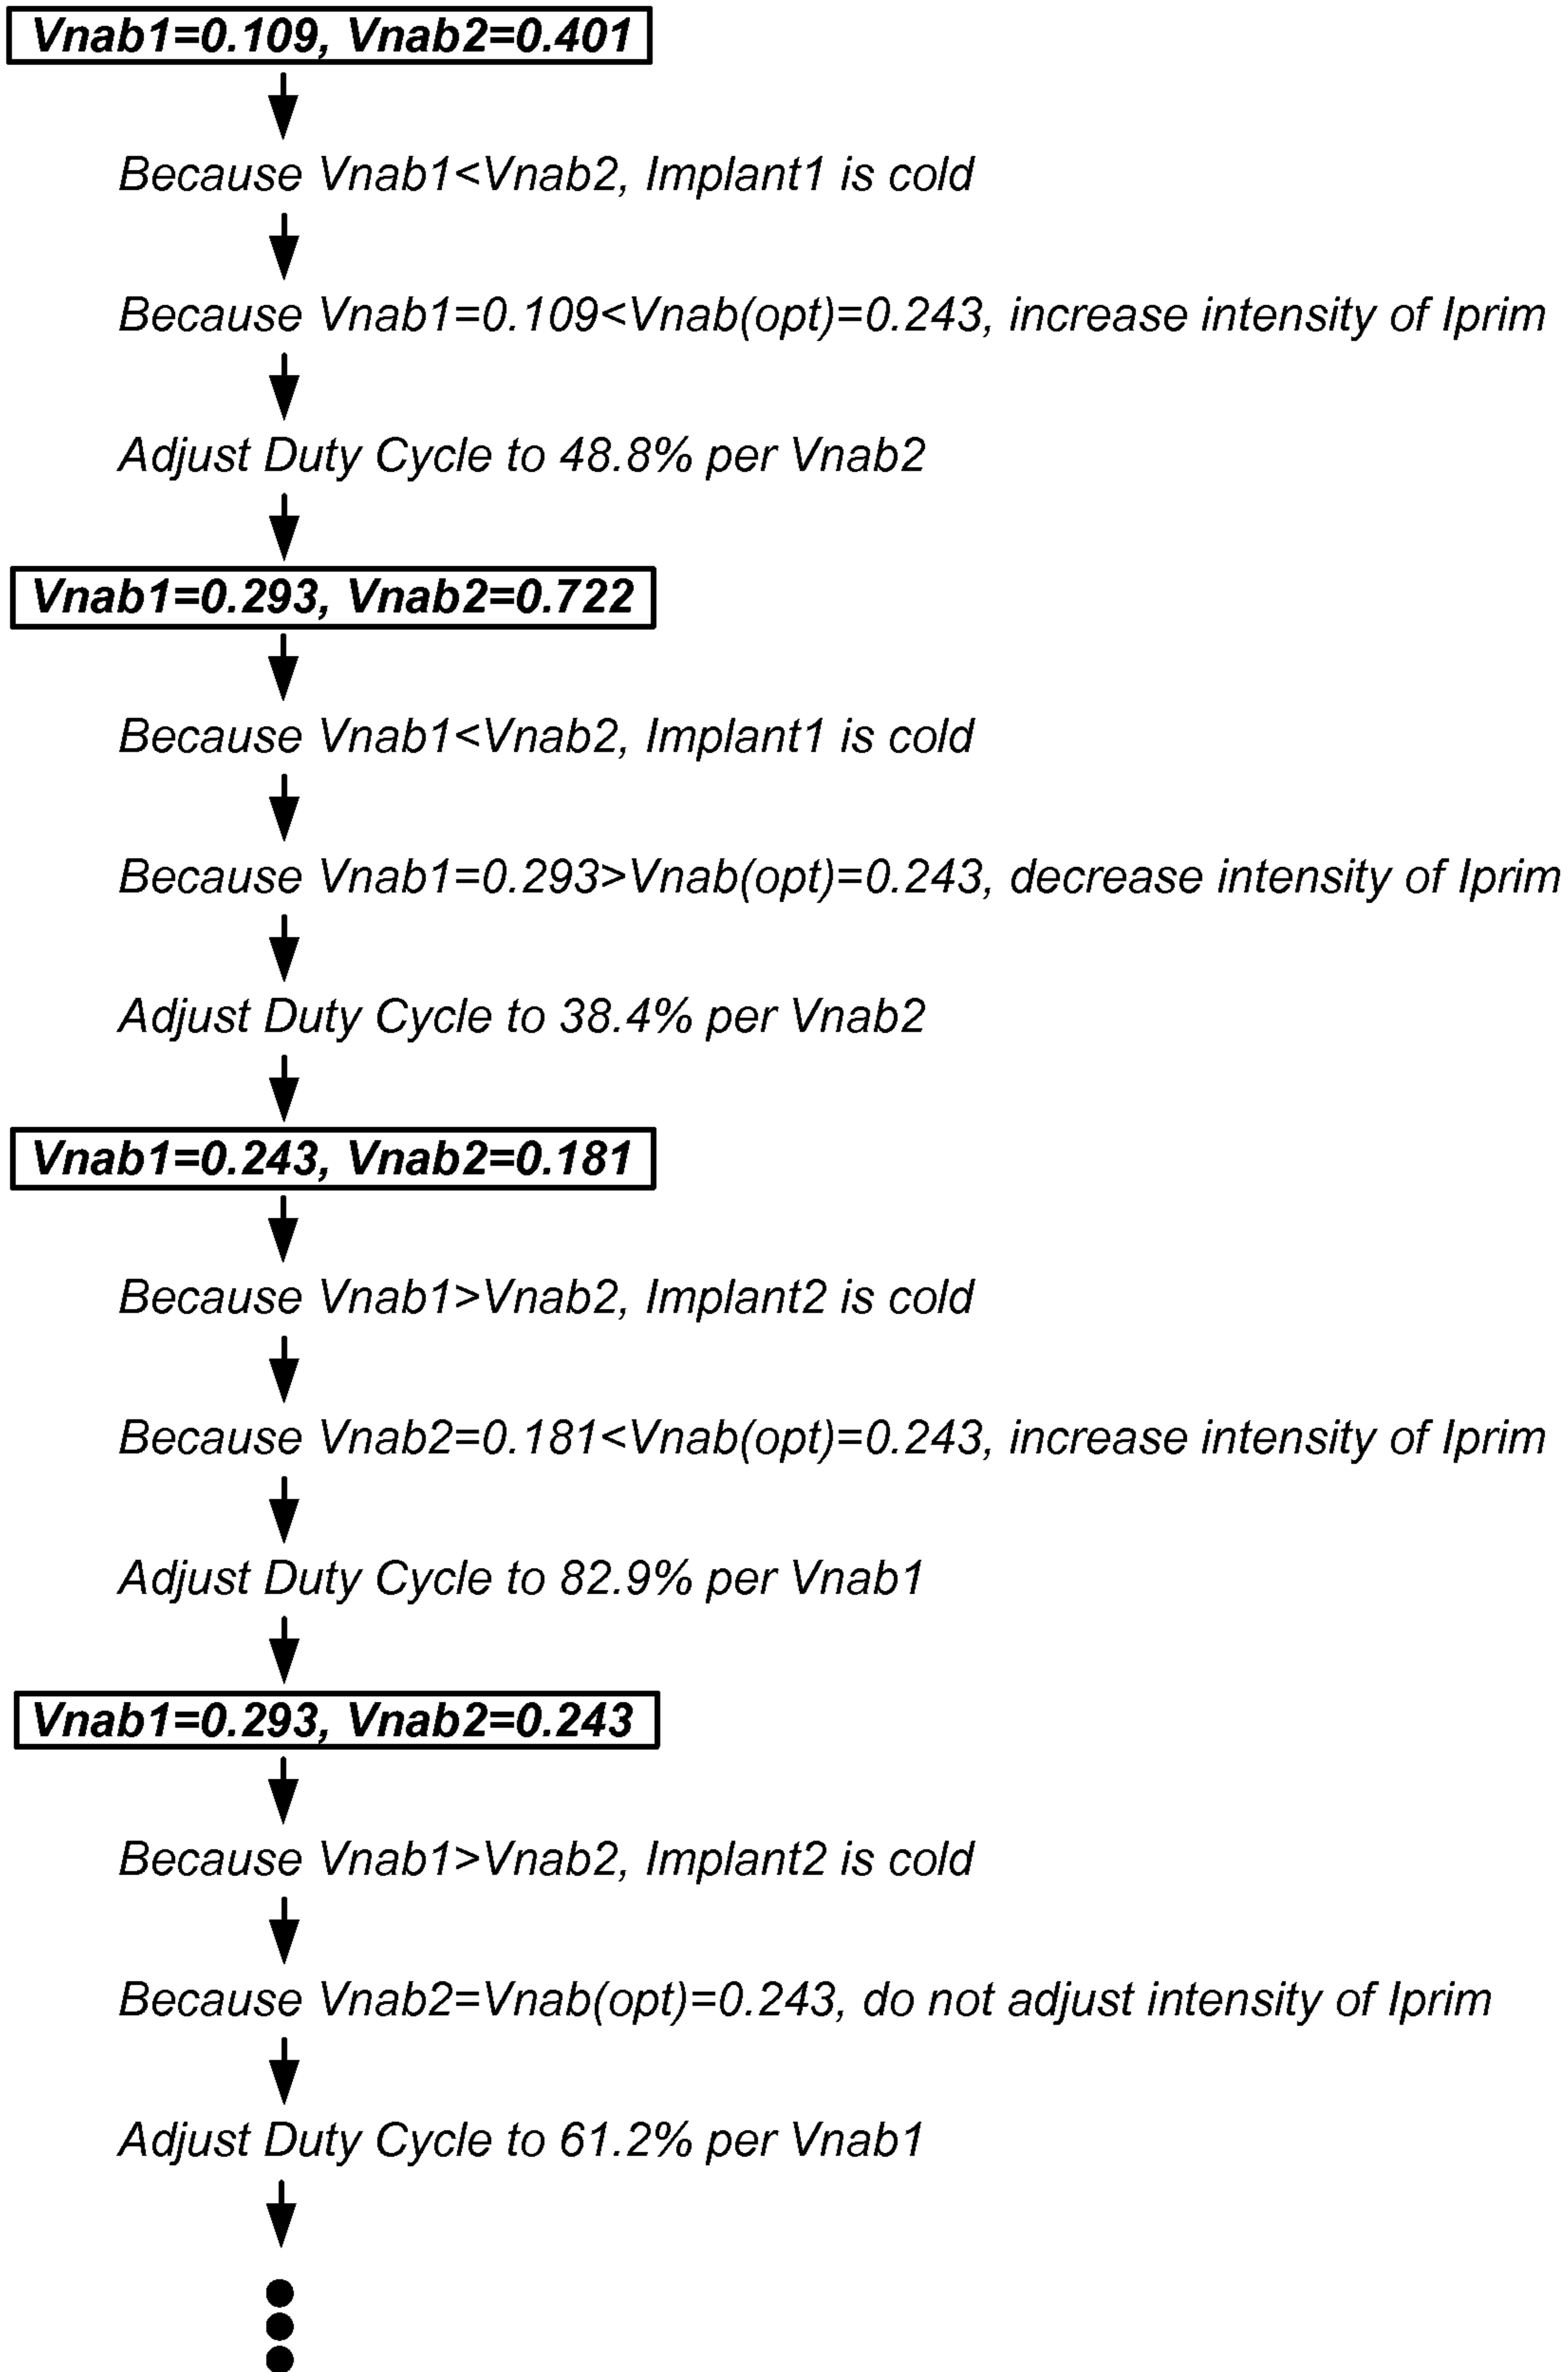 Vnab1=0.109, Vnab2=0.401
Because Vnab1<Vnab2, Implant1 is cold
Because Vnab1=0.109<Vnab(opt)=0.243, increase intensity of Iprim
Adjust Duty Cycle to 48.8% per Vnab2
Vnab1=0.293, Vnab2=0.722
Because Vnab1<Vnab2, Implant1 is cold
Because Vnab1=0.293>Vnab(opt)=0.243, decrease intensity of Iprim
Adjust Duty Cycle to 38.4% per Vnab2
Vnab1=0.243, Vnab2=0.181
Because Vnab1>Vnab2, Implant2 is cold
Because Vnab2=0.181<Vnab(opt)=0.243, increase intensity of Iprim
Adjust Duty Cycle to 82.9% per Vnab1
Vnab1=0.293, Vnab2=0.243
Because Vnab1>Vnab2, Implant2 is cold
Because Vnab2=Vnab(opt)=0.243, do not adjust intensity of Iprim
Adjust Duty Cycle to 61.2% per Vnab1